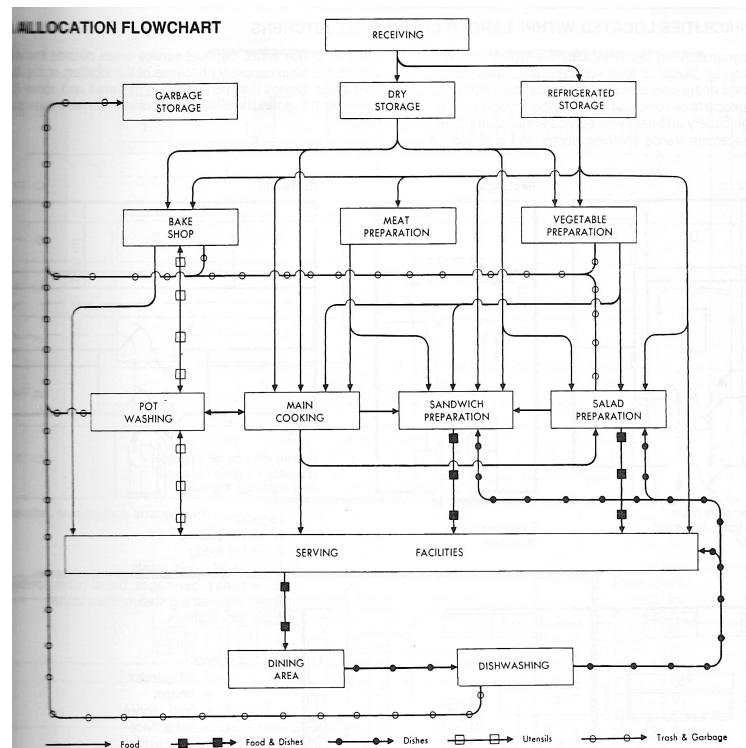 ALLOCATION FLOWCHART
RECEIVING
GARBAGE
STORAGE
DRY
STORAGE
REFRIGERATED
STORAGE
BAKE
SHOP
MEAT
PREPARATION
VEGETABLE
PREPARATION
POT
WASHING
MAIN
COOKING
SANDWICH
PREPARATION
SALAD
PREPARATION
SERVING FACILITIES
DINING
AREA
DISHWASHING
Food
Food & Dishes
Dishes
Utensils
Trash & Garbage